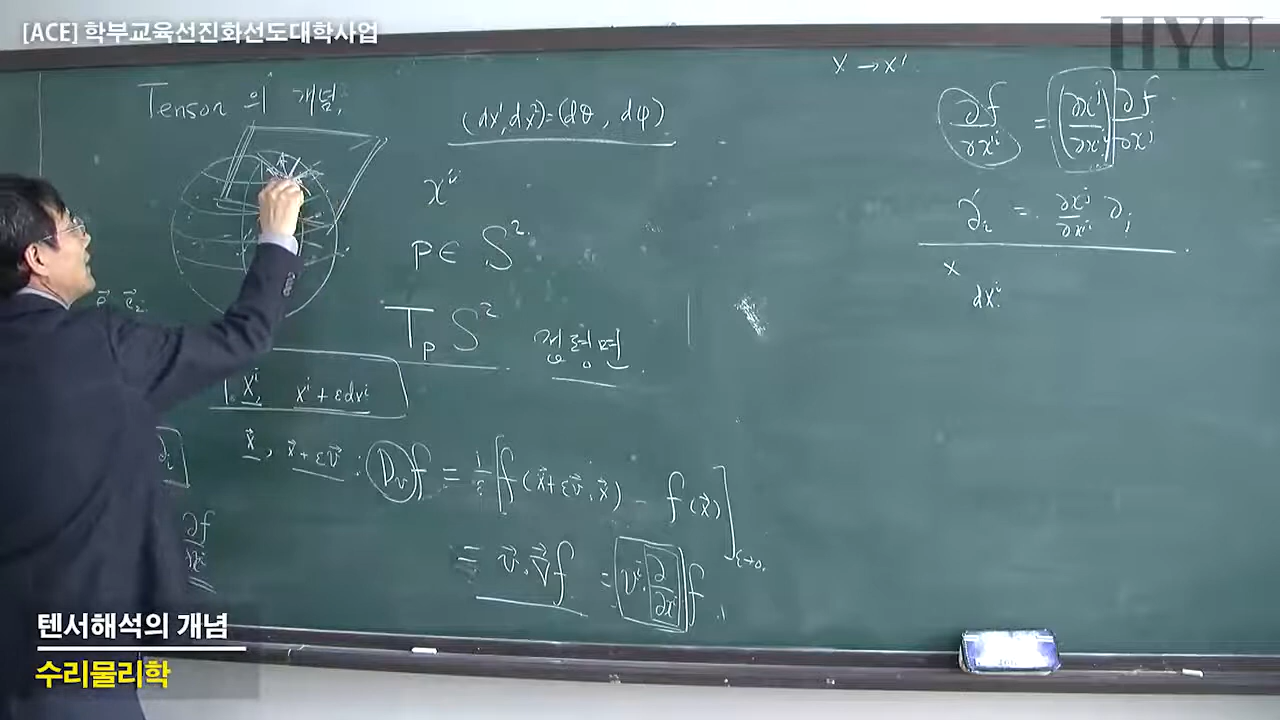 [ACE] 학부교육선진화선도대학사업
HYU
Tensor 의 개념,
(dx¹, dx²) = (dθ, dφ)
xⁱ
p ∈ S²
T_p S² 접평면.
xⁱ, xⁱ + εdxⁱ
x⃗, x⃗ + εv⃗ : D_v f = 1/ε [f(x⃗+εv⃗, x⃗) − f(x⃗)]_{ε→0}.
= v⃗·∇⃗f = vⁱ ∂/∂xⁱ f
∂f
x → x'
∂f/∂x'ⁱ = (∂xʲ/∂x'ⁱ) ∂f/∂xʲ
∂'ᵢ = ∂xʲ/∂x'ⁱ ∂ⱼ
x
dxⁱ
텐서해석의 개념
수리물리학